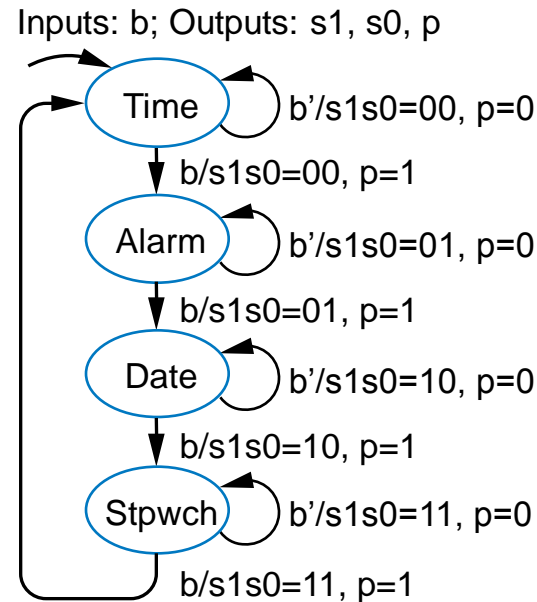 Inputs: b; Outputs: s1, s0, p
Time
b'/s1s0=00, p=0
b/s1s0=00, p=1
Alarm
b'/s1s0=01, p=0
b/s1s0=01, p=1
Date
b'/s1s0=10, p=0
b/s1s0=10, p=1
Stpwch
b'/s1s0=11, p=0
b/s1s0=11, p=1